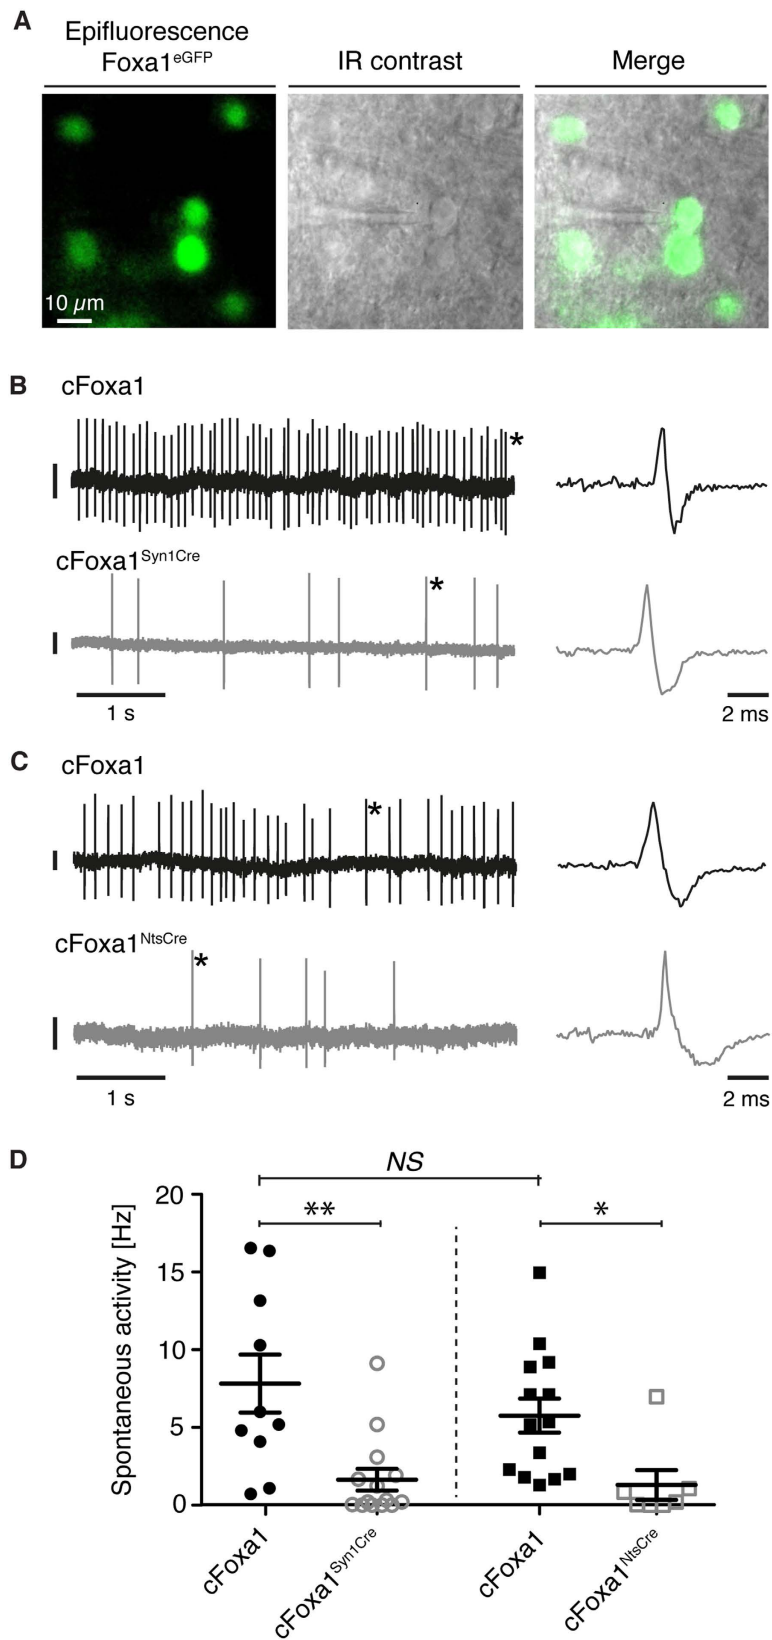 A
Epifluorescence
Foxa1eGFP
IR contrast
Merge
10 µm
B
cFoxa1
*
cFoxa1Syn1Cre
*
1 s
2 ms
C
cFoxa1
*
cFoxa1NtsCre
*
1 s
2 ms
D
NS
**
*
Spontaneous activity [Hz]
20
15
10
5
0
cFoxa1
cFoxa1Syn1Cre
cFoxa1
cFoxa1NtsCre